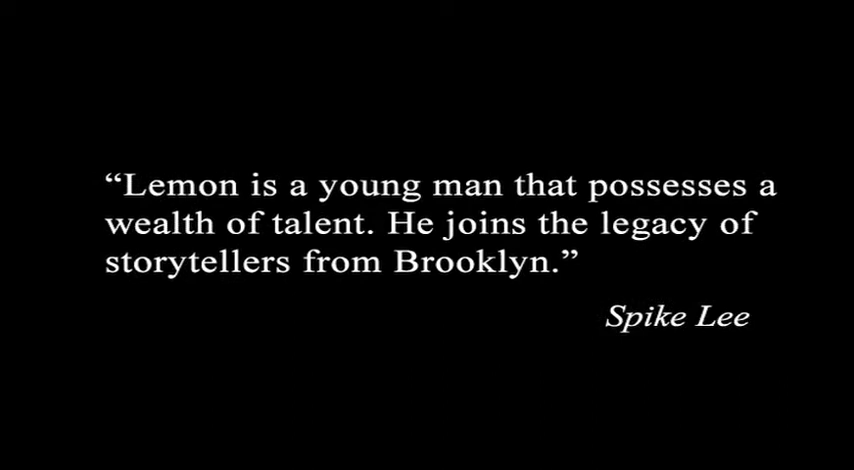 “Lemon is a young man that possesses a
wealth of talent. He joins the legacy of
storytellers from Brooklyn.”
Spike Lee